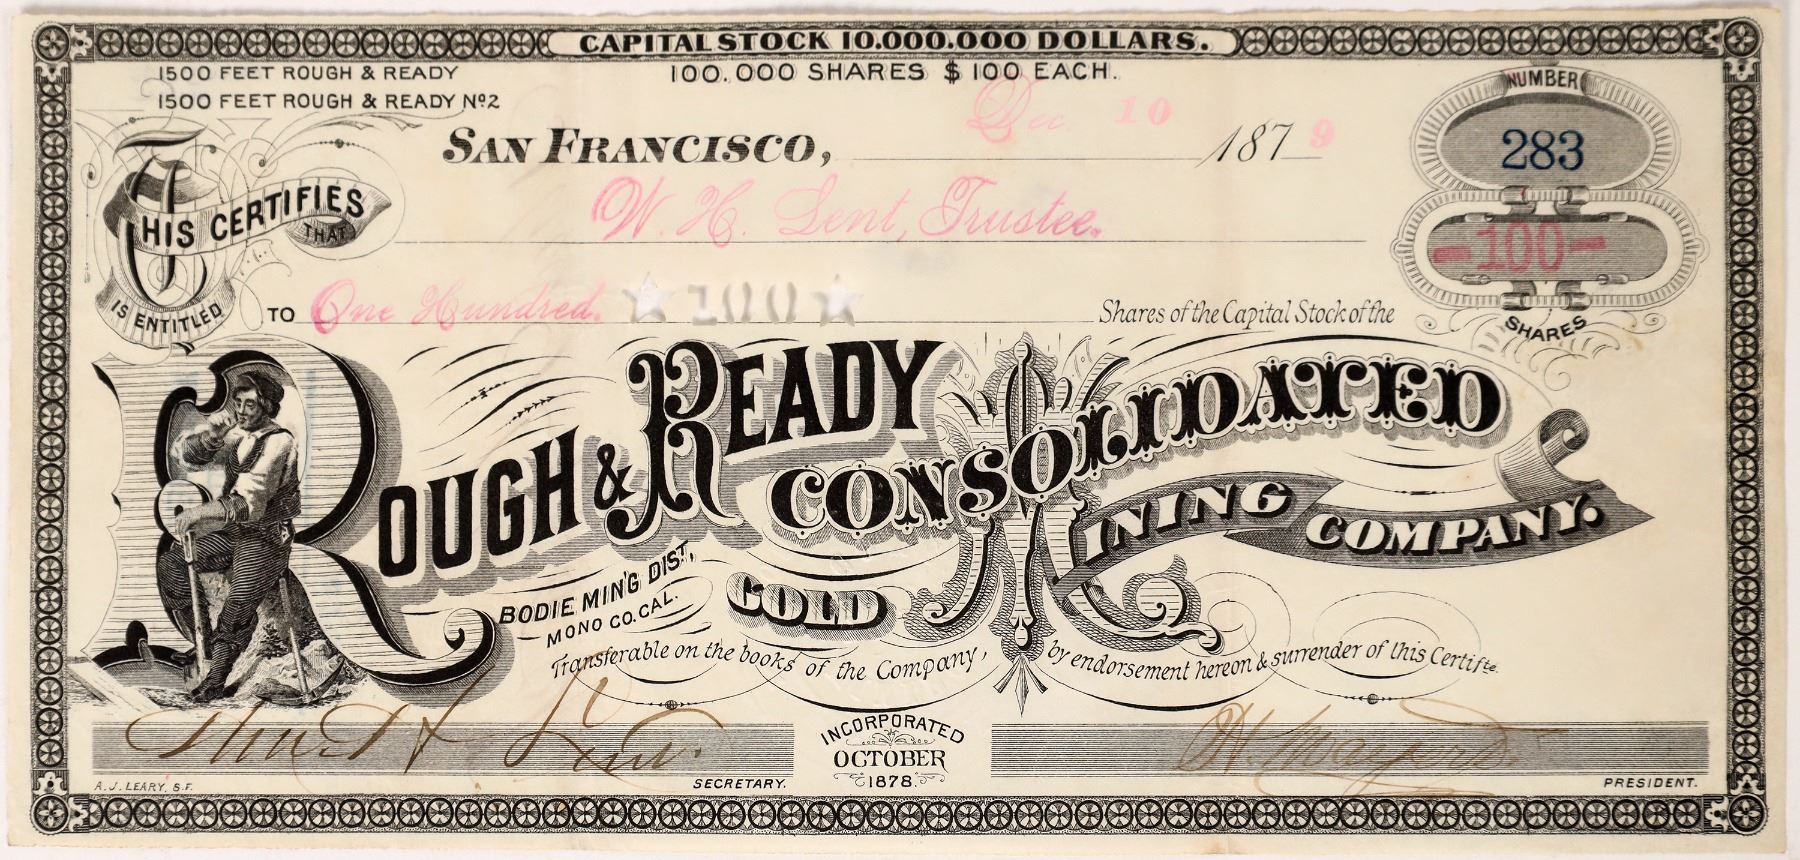 CAPITAL STOCK 10.000.000 DOLLARS.
1500 FEET ROUGH & READY
1500 FEET ROUGH & READY Nº2
100.000 SHARES $100 EACH.
NUMBER
283
SAN FRANCISCO, Dec. 10 1879
THIS CERTIFIES THAT W. H. Lent, Trustee.
-100-
SHARES
IS ENTITLED TO One Hundred. ★100★ Shares of the Capital Stock of the
ROUGH & READY CONSOLIDATED GOLD MINING COMPANY.
BODIE MIN'G DIST,
MONO CO. CAL.
Transferable on the books of the Company, by endorsement hereon & surrender of this Certifte.
SECRETARY.
INCORPORATED
OCTOBER
1878.
PRESIDENT.
A.J. LEARY, S.F.